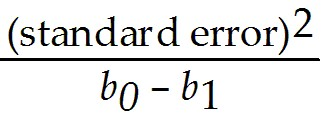 (standard error)²
b₀ – b₁